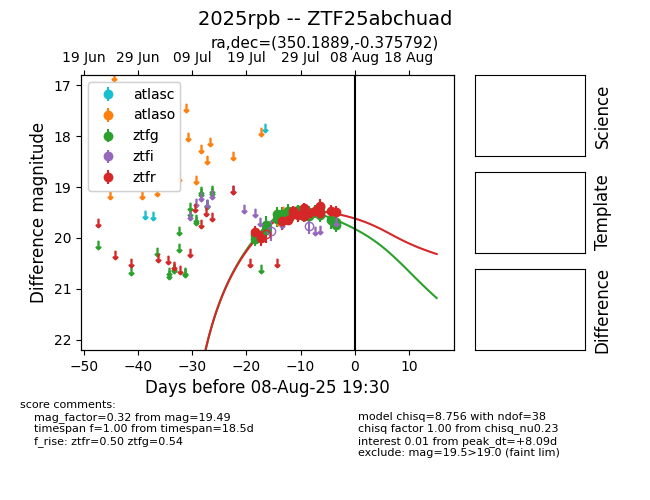 2025rpb -- ZTF25abchuad
ra,dec=(350.1889,-0.375792)
19 Jun 29 Jun 09 Jul 19 Jul 29 Jul 08 Aug 18 Aug
17
18
19
20
21
22
Difference magnitude
atlasc
atlaso
ztfg
ztfi
ztfr
−50 −40 −30 −20 −10 0 10
Days before 08-Aug-25 19:30
Science
Template
Difference
score comments:
mag_factor=0.32 from mag=19.49
timespan f=1.00 from timespan=18.5d
f_rise: ztfr=0.50 ztfg=0.54
model chisq=8.756 with ndof=38
chisq factor 1.00 from chisq_nu0.23
interest 0.01 from peak_dt=+8.09d
exclude: mag=19.5>19.0 (faint lim)